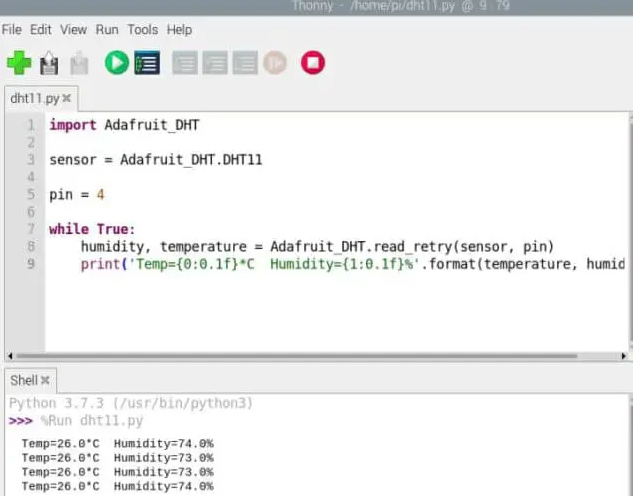 Thonny - /home/pi/dht11.py @ 9 : 79
File Edit View Run Tools Help
dht11.py ×
1 import Adafruit_DHT
2
3 sensor = Adafruit_DHT.DHT11
4
5 pin = 4
6
7 while True:
8     humidity, temperature = Adafruit_DHT.read_retry(sensor, pin)
9     print('Temp={0:0.1f}*C  Humidity={1:0.1f}%'.format(temperature, humid
Shell ×
Python 3.7.3 (/usr/bin/python3)
>>> %Run dht11.py
Temp=26.0*C  Humidity=74.0%
Temp=26.0*C  Humidity=73.0%
Temp=26.0*C  Humidity=73.0%
Temp=26.0*C  Humidity=74.0%